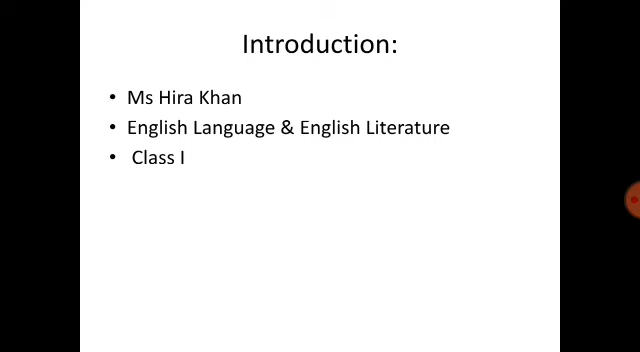 Introduction:
• Ms Hira Khan
• English Language & English Literature
• Class I